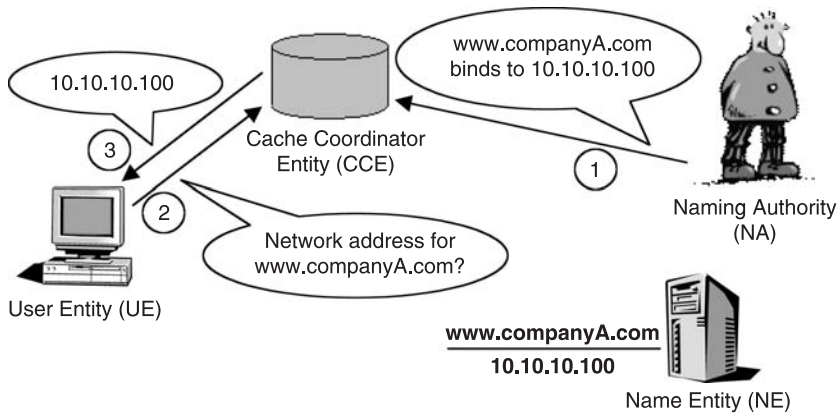 www.companyA.com
binds to 10.10.10.100
10.10.10.100
Cache Coordinator
Entity (CCE)
3
1
2
Naming Authority
(NA)
Network address for
www.companyA.com?
User Entity (UE)
www.companyA.com
10.10.10.100
Name Entity (NE)